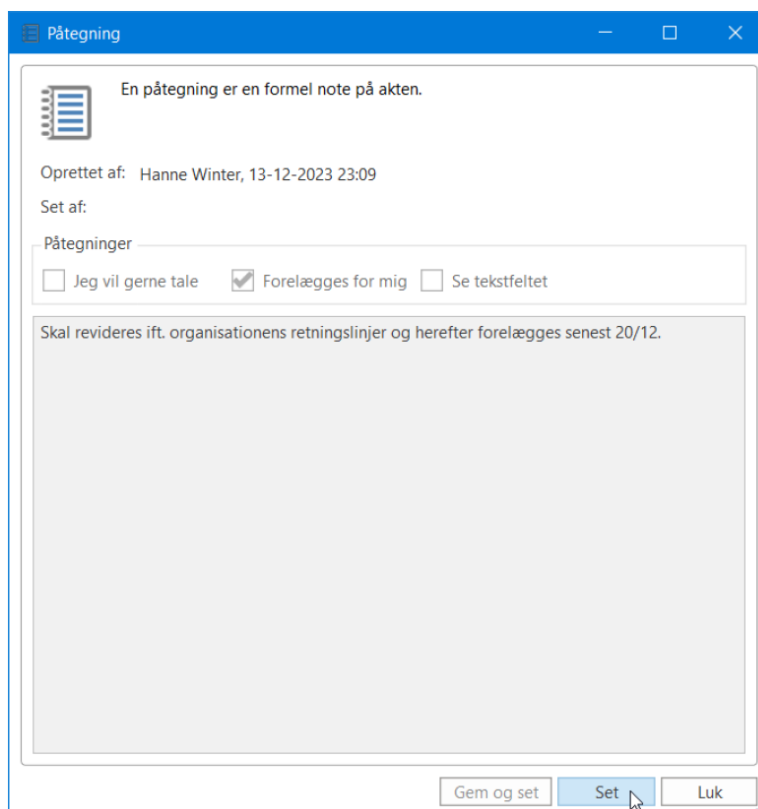 Påtegning
En påtegning er en formel note på akten.
Oprettet af: Hanne Winter, 13-12-2023 23:09
Set af:
Påtegninger
Jeg vil gerne tale Forelægges for mig Se tekstfeltet
Skal revideres ift. organisationens retningslinjer og herefter forelægges senest 20/12.
Gem og set Set Luk